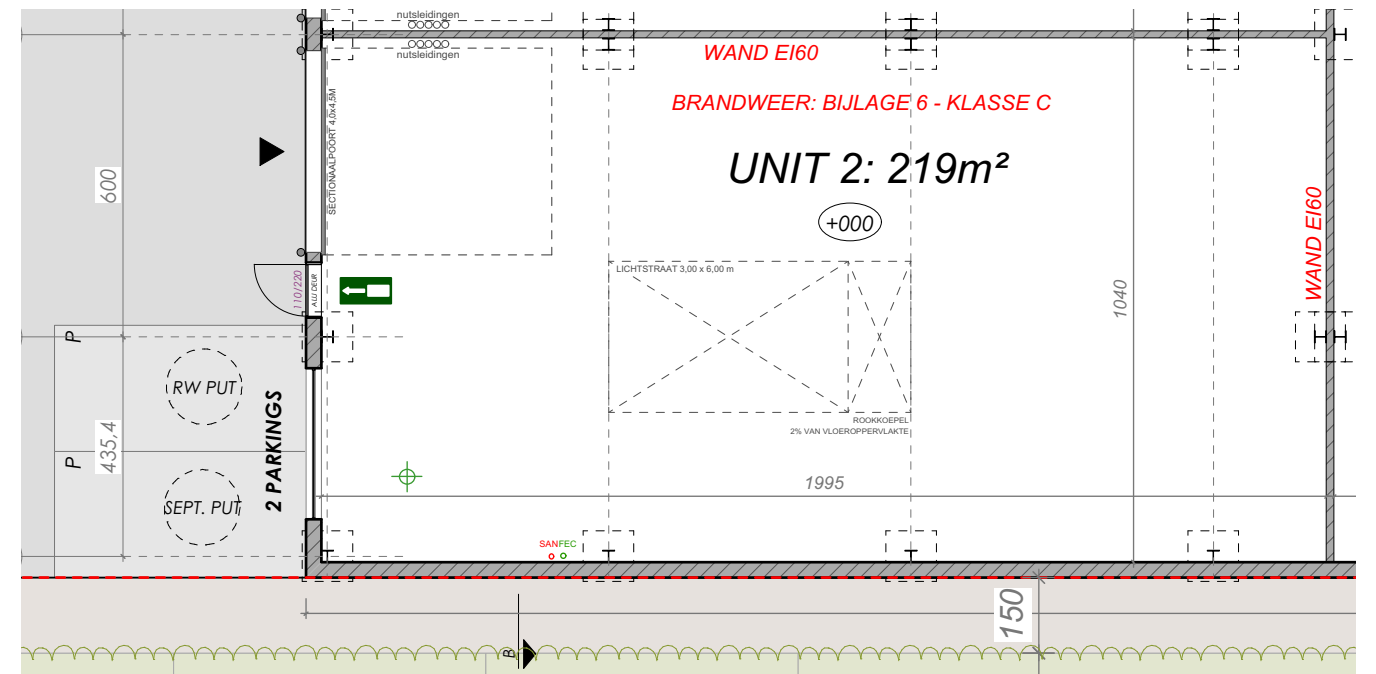 nutsleidingen
nutsleidingen
WAND EI60
BRANDWEER: BIJLAGE 6 - KLASSE C
SECTIONAALPOORT 4,0x4,5M
UNIT 2: 219m²
600
+000
WAND EI60
LICHTSTRAAT 3,00 x 6,00 m
110/220
ALU DEUR
1040
P
RW PUT
2 PARKINGS
ROOKKOEPEL
2% VAN VLOEROPPERVLAKTE
435,4
P
1995
SEPT. PUT
SANFEC
150
B